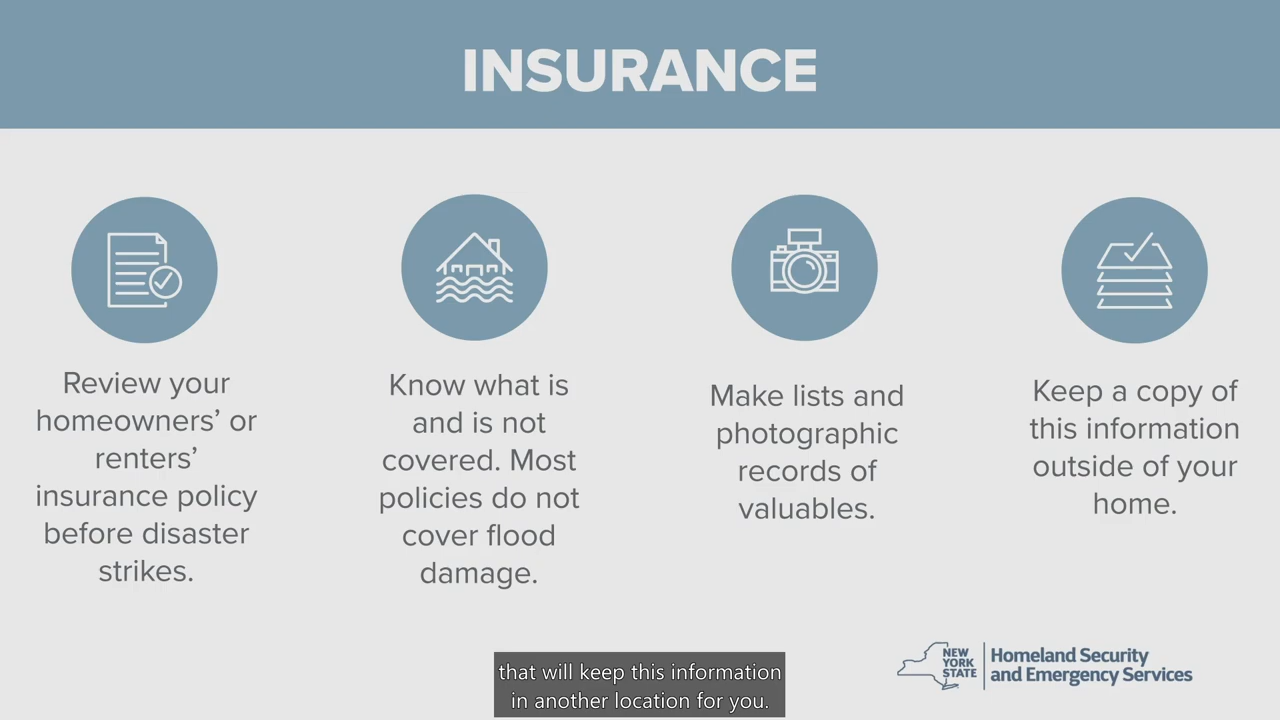 INSURANCE
Review your
homeowners’ or
renters’
insurance policy
before disaster
strikes.
Know what is
and is not
covered. Most
policies do not
cover flood
damage.
Make lists and
photographic
records of
valuables.
Keep a copy of
this information
outside of your
home.
that will keep this information
in another location for you.
NEW
YORK
STATE
Homeland Security
and Emergency Services